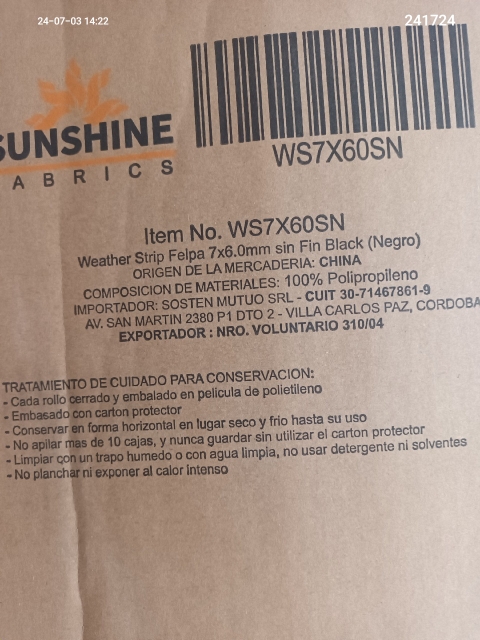 24-07-03 14:22
241724
SUNSHINE
FABRICS
WS7X60SN
Item No. WS7X60SN
Weather Strip Felpa 7x6.0mm sin Fin Black (Negro)
ORIGEN DE LA MERCADERIA: CHINA
COMPOSICION DE MATERIALES: 100% Polipropileno
IMPORTADOR: SOSTEN MUTUO SRL - CUIT 30-71467861-9
AV. SAN MARTIN 2380 P1 DTO 2 - VILLA CARLOS PAZ, CORDOBA
EXPORTADOR : NRO. VOLUNTARIO 310/04
TRATAMIENTO DE CUIDADO PARA CONSERVACION:
- Cada rollo cerrado y embalado en pelicula de polietileno
- Embasado con carton protector
- Conservar en forma horizontal en lugar seco y frio hasta su uso
- No apilar mas de 10 cajas, y nunca guardar sin utilizar el carton protector
- Limpiar con un trapo humedo o con agua limpia, no usar detergente ni solventes
- No planchar ni exponer al calor intenso